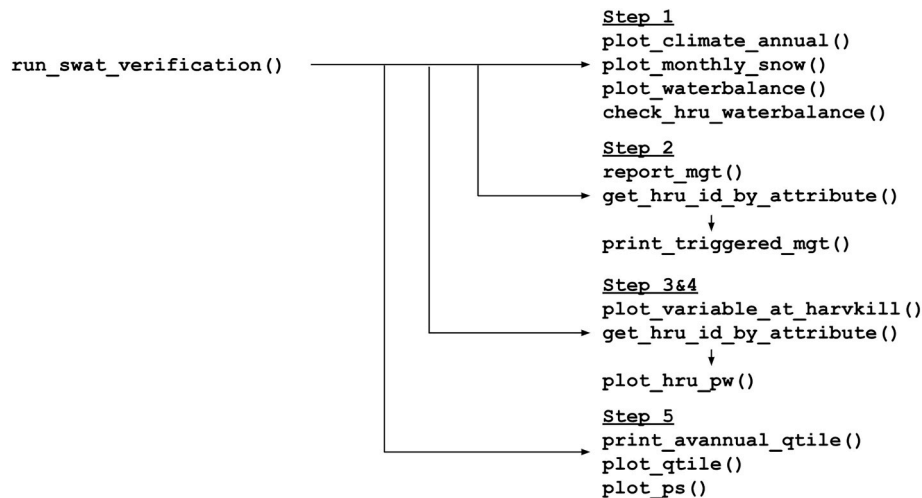 run_swat_verification()
Step 1
plot_climate_annual()
plot_monthly_snow()
plot_waterbalance()
check_hru_waterbalance()
Step 2
report_mgt()
get_hru_id_by_attribute()
print_triggered_mgt()
Step 3&4
plot_variable_at_harvkill()
get_hru_id_by_attribute()
plot_hru_pw()
Step 5
print_avannual_qtile()
plot_qtile()
plot_ps()